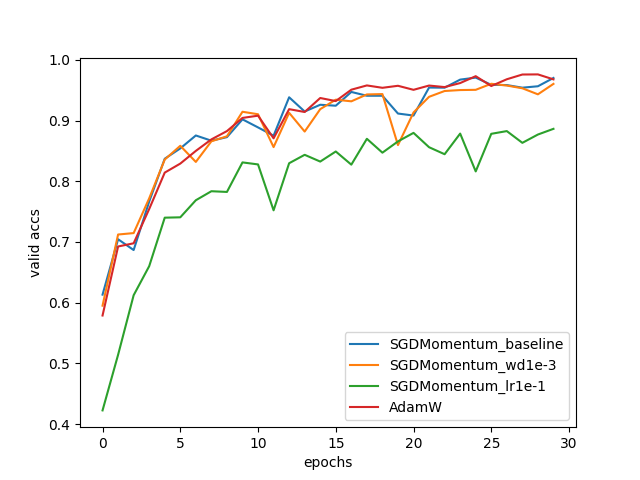 1.0
0.9
0.8
0.7
0.6
0.5
0.4
valid accs
SGDMomentum_baseline
SGDMomentum_wd1e-3
SGDMomentum_lr1e-1
AdamW
0 5 10 15 20 25 30
epochs